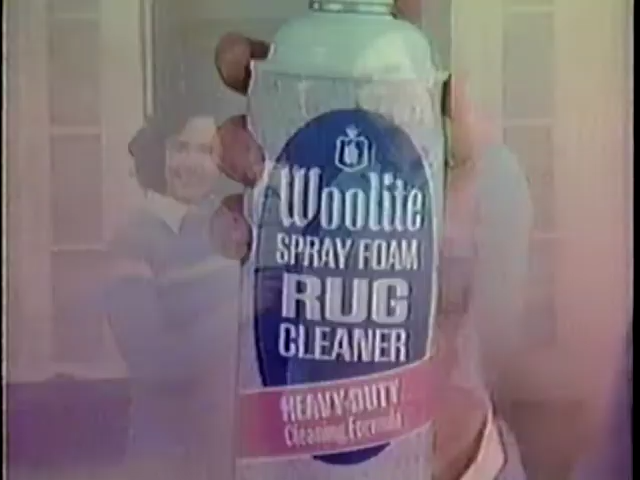 Woolite
SPRAY FOAM
RUG
CLEANER
HEAVY-DUTY
Cleaning Formula